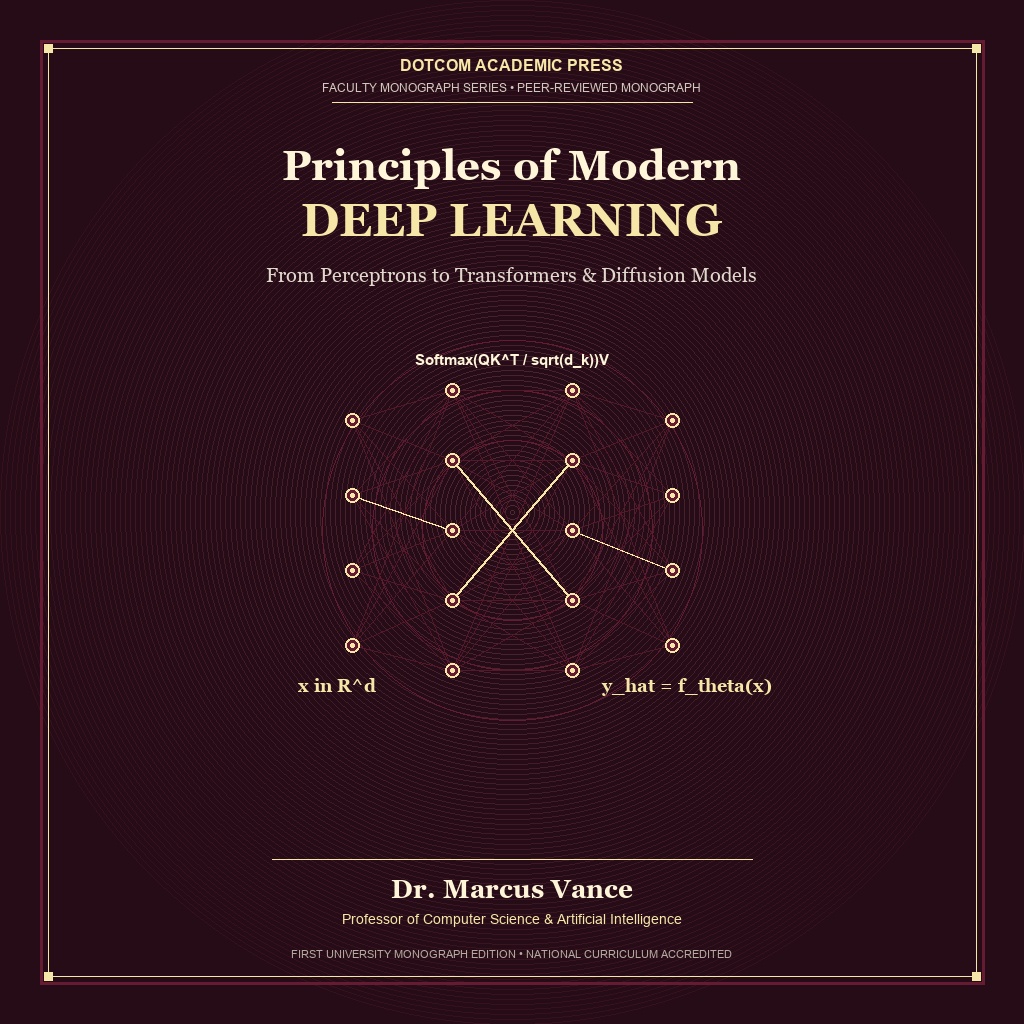 DOTCOM ACADEMIC PRESS
FACULTY MONOGRAPH SERIES • PEER-REVIEWED MONOGRAPH
Principles of Modern
DEEP LEARNING
From Perceptrons to Transformers & Diffusion Models
Softmax(QK^T / sqrt(d_k))V
x in R^d
y_hat = f_theta(x)
Dr. Marcus Vance
Professor of Computer Science & Artificial Intelligence
FIRST UNIVERSITY MONOGRAPH EDITION • NATIONAL CURRICULUM ACCREDITED